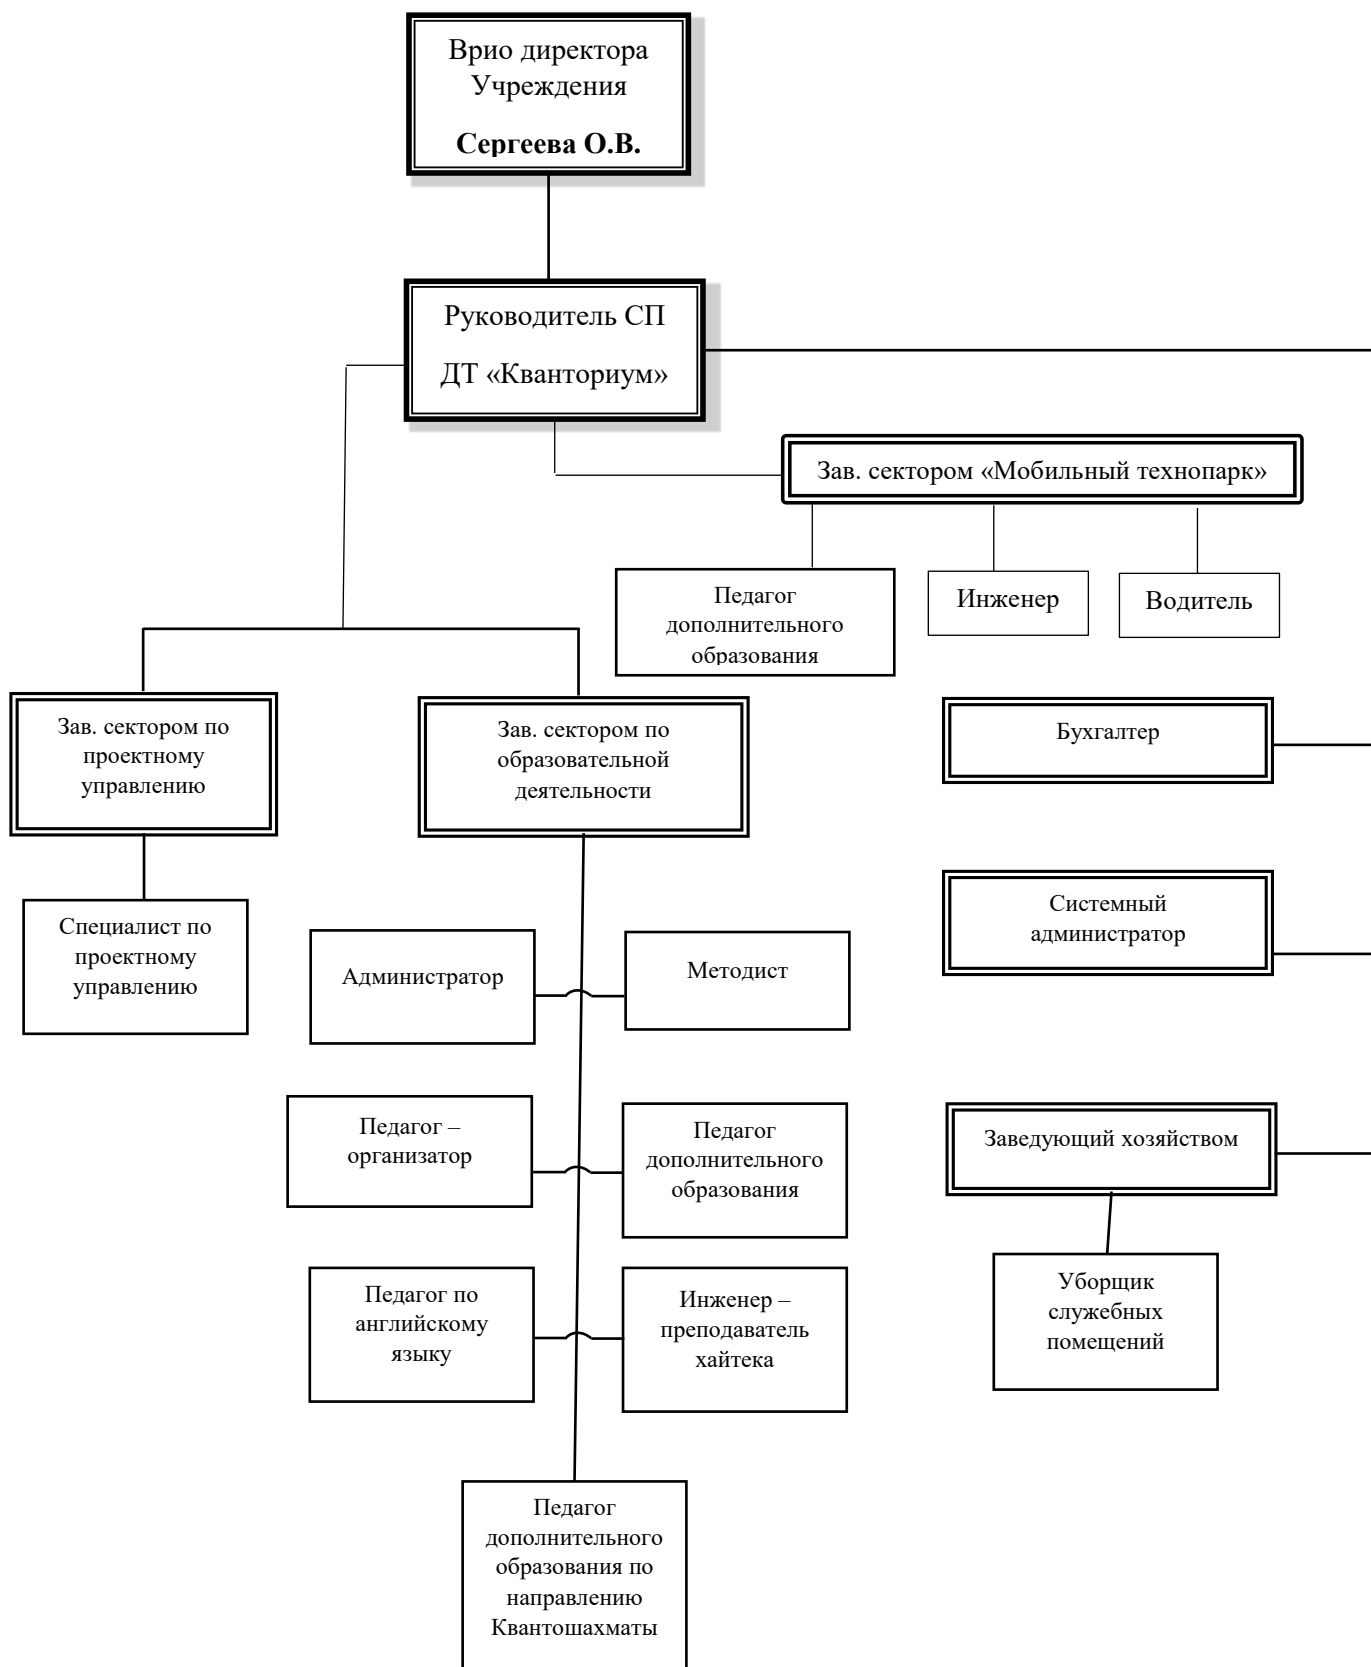 Врио директора
Учреждения
Сергеева О.В.
Руководитель СП
ДТ «Кванториум»
Зав. сектором «Мобильный технопарк»
Педагог
дополнительного
образования
Инженер
Водитель
Зав. сектором по
проектному
управлению
Зав. сектором по
образовательной
деятельности
Бухгалтер
Специалист по
проектному
управлению
Администратор
Методист
Системный
администратор
Педагог –
организатор
Педагог
дополнительного
образования
Заведующий хозяйством
Педагог по
английскому
языку
Инженер –
преподаватель
хайтека
Уборщик
служебных
помещений
Педагог
дополнительного
образования по
направлению
Квантошахматы